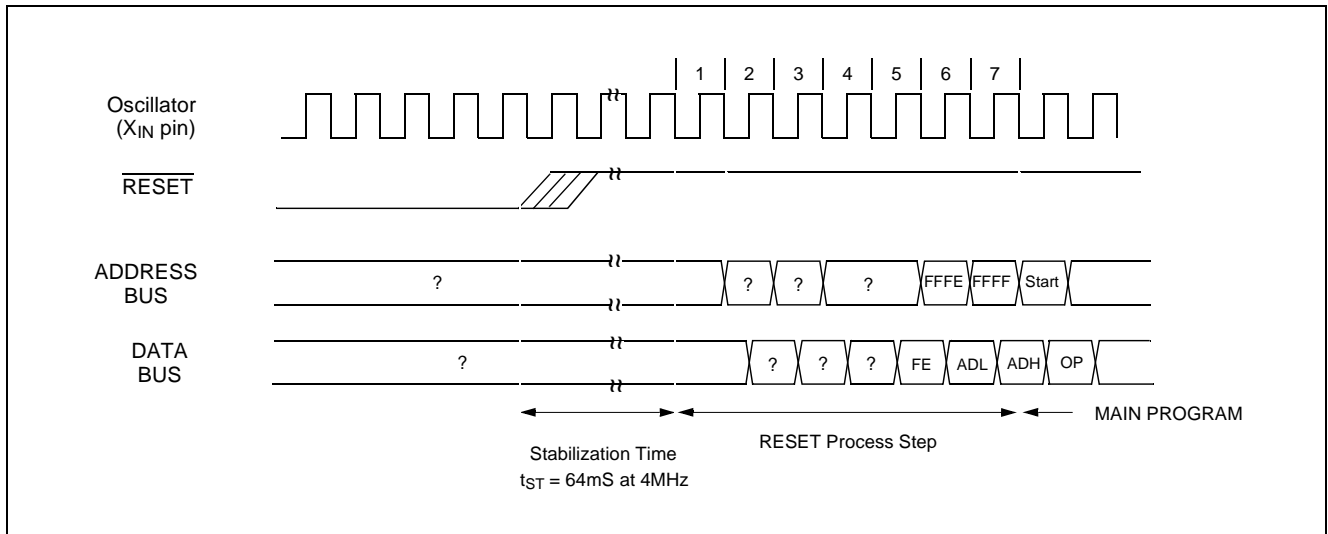 1 2 3 4 5 6 7
Oscillator
(XIN pin)
RESET
ADDRESS
BUS
? ? ? ? FFFE FFFF Start
DATA
BUS
? ? ? ? FE ADL ADH OP
MAIN PROGRAM
RESET Process Step
Stabilization Time
tST = 64mS at 4MHz